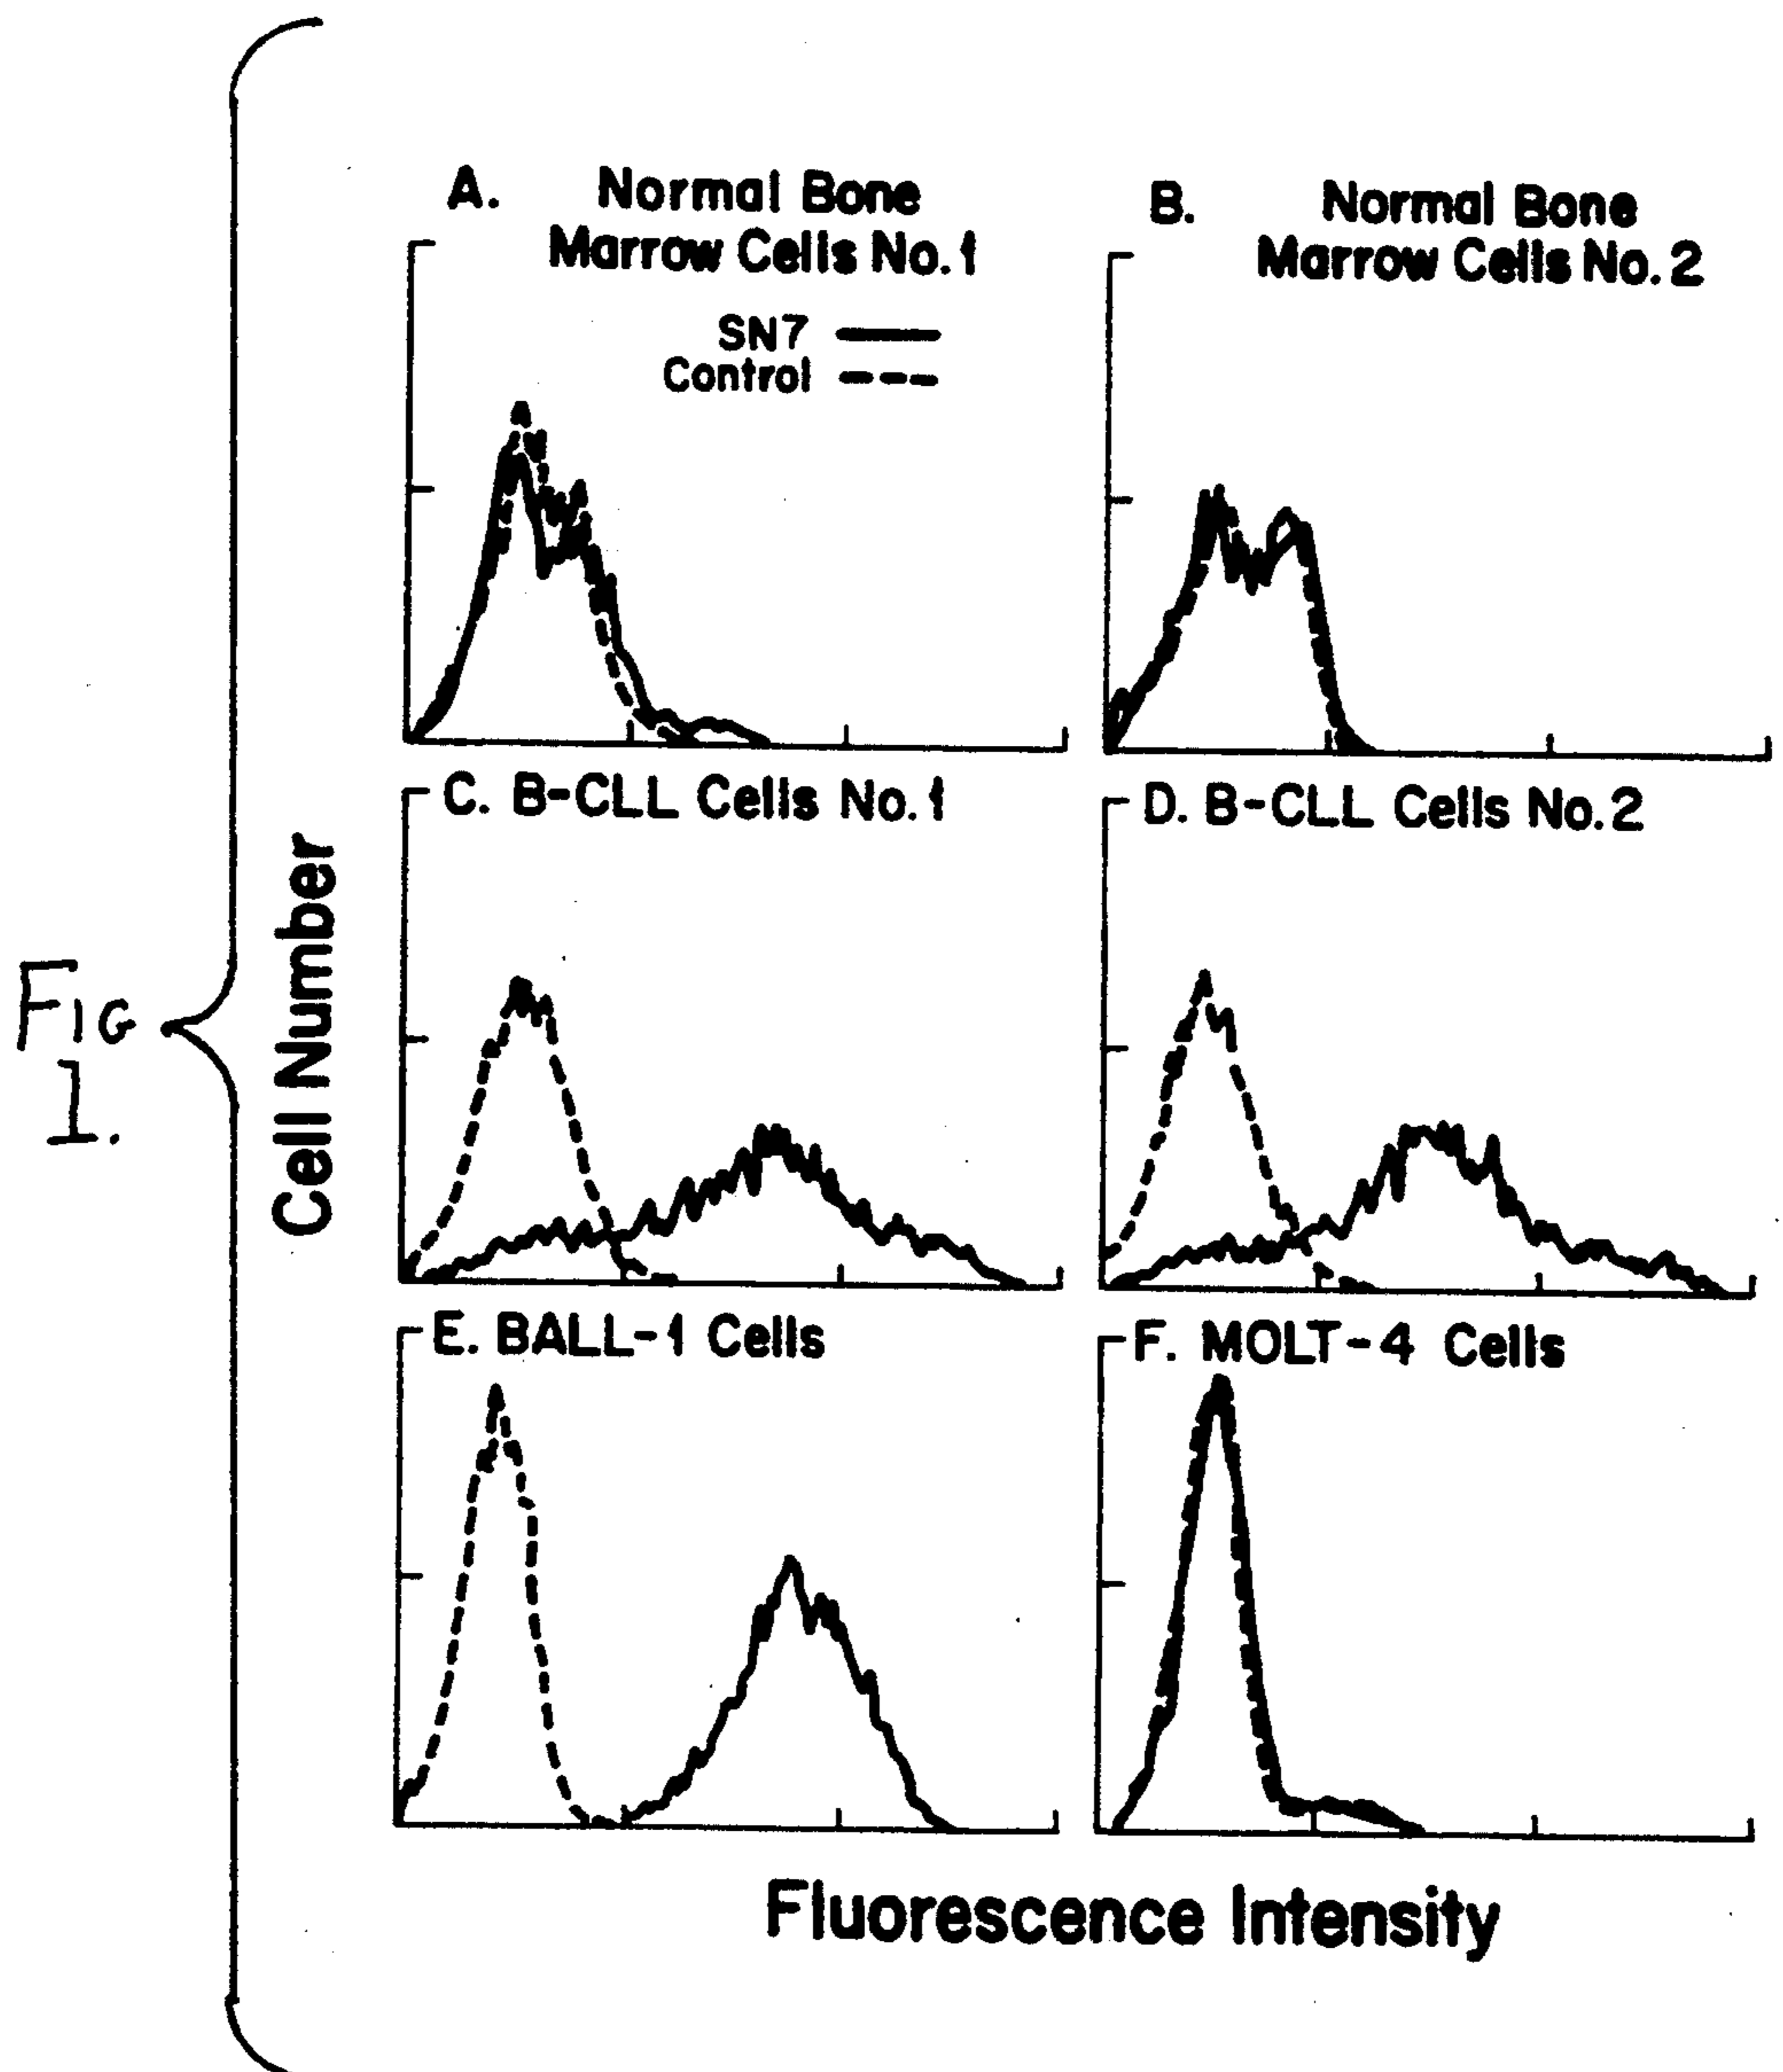 A. Normal Bone
Marrow Cells No. 1
SN7
Control
B. Normal Bone
Marrow Cells No. 2
C. B-CLL Cells No. 1
D. B-CLL Cells No. 2
E. BALL-1 Cells
F. MOLT-4 Cells
Cell Number
Fluorescence Intensity
FIG
1.